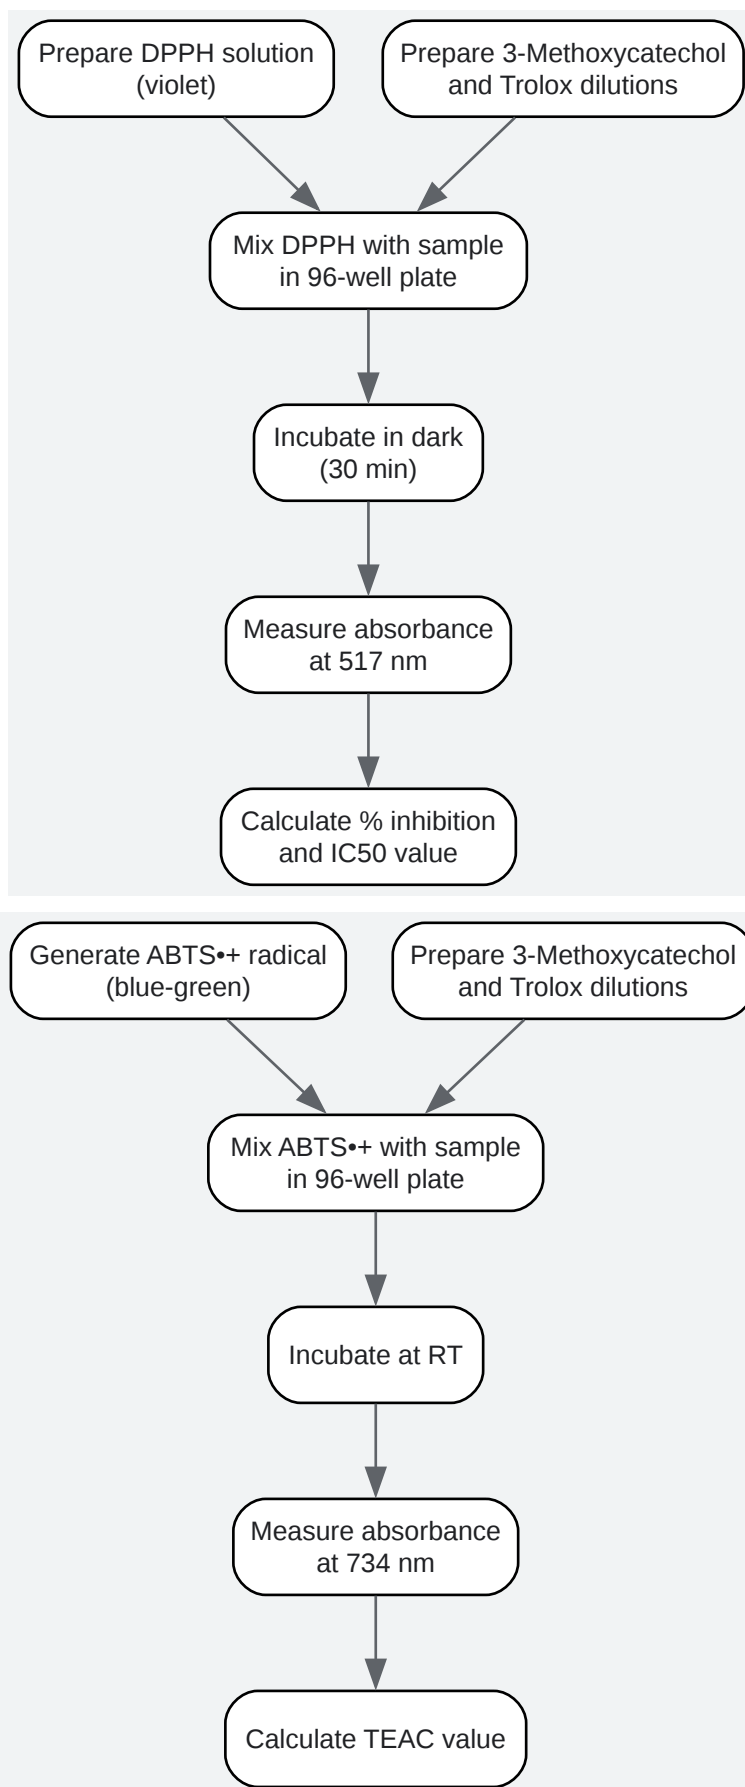 Prepare DPPH solution
(violet)
Prepare 3-Methoxycatechol
and Trolox dilutions
Mix DPPH with sample
in 96-well plate
Incubate in dark
(30 min)
Measure absorbance
at 517 nm
Calculate % inhibition
and IC50 value
Generate ABTS•+ radical
(blue-green)
Prepare 3-Methoxycatechol
and Trolox dilutions
Mix ABTS•+ with sample
in 96-well plate
Incubate at RT
Measure absorbance
at 734 nm
Calculate TEAC value